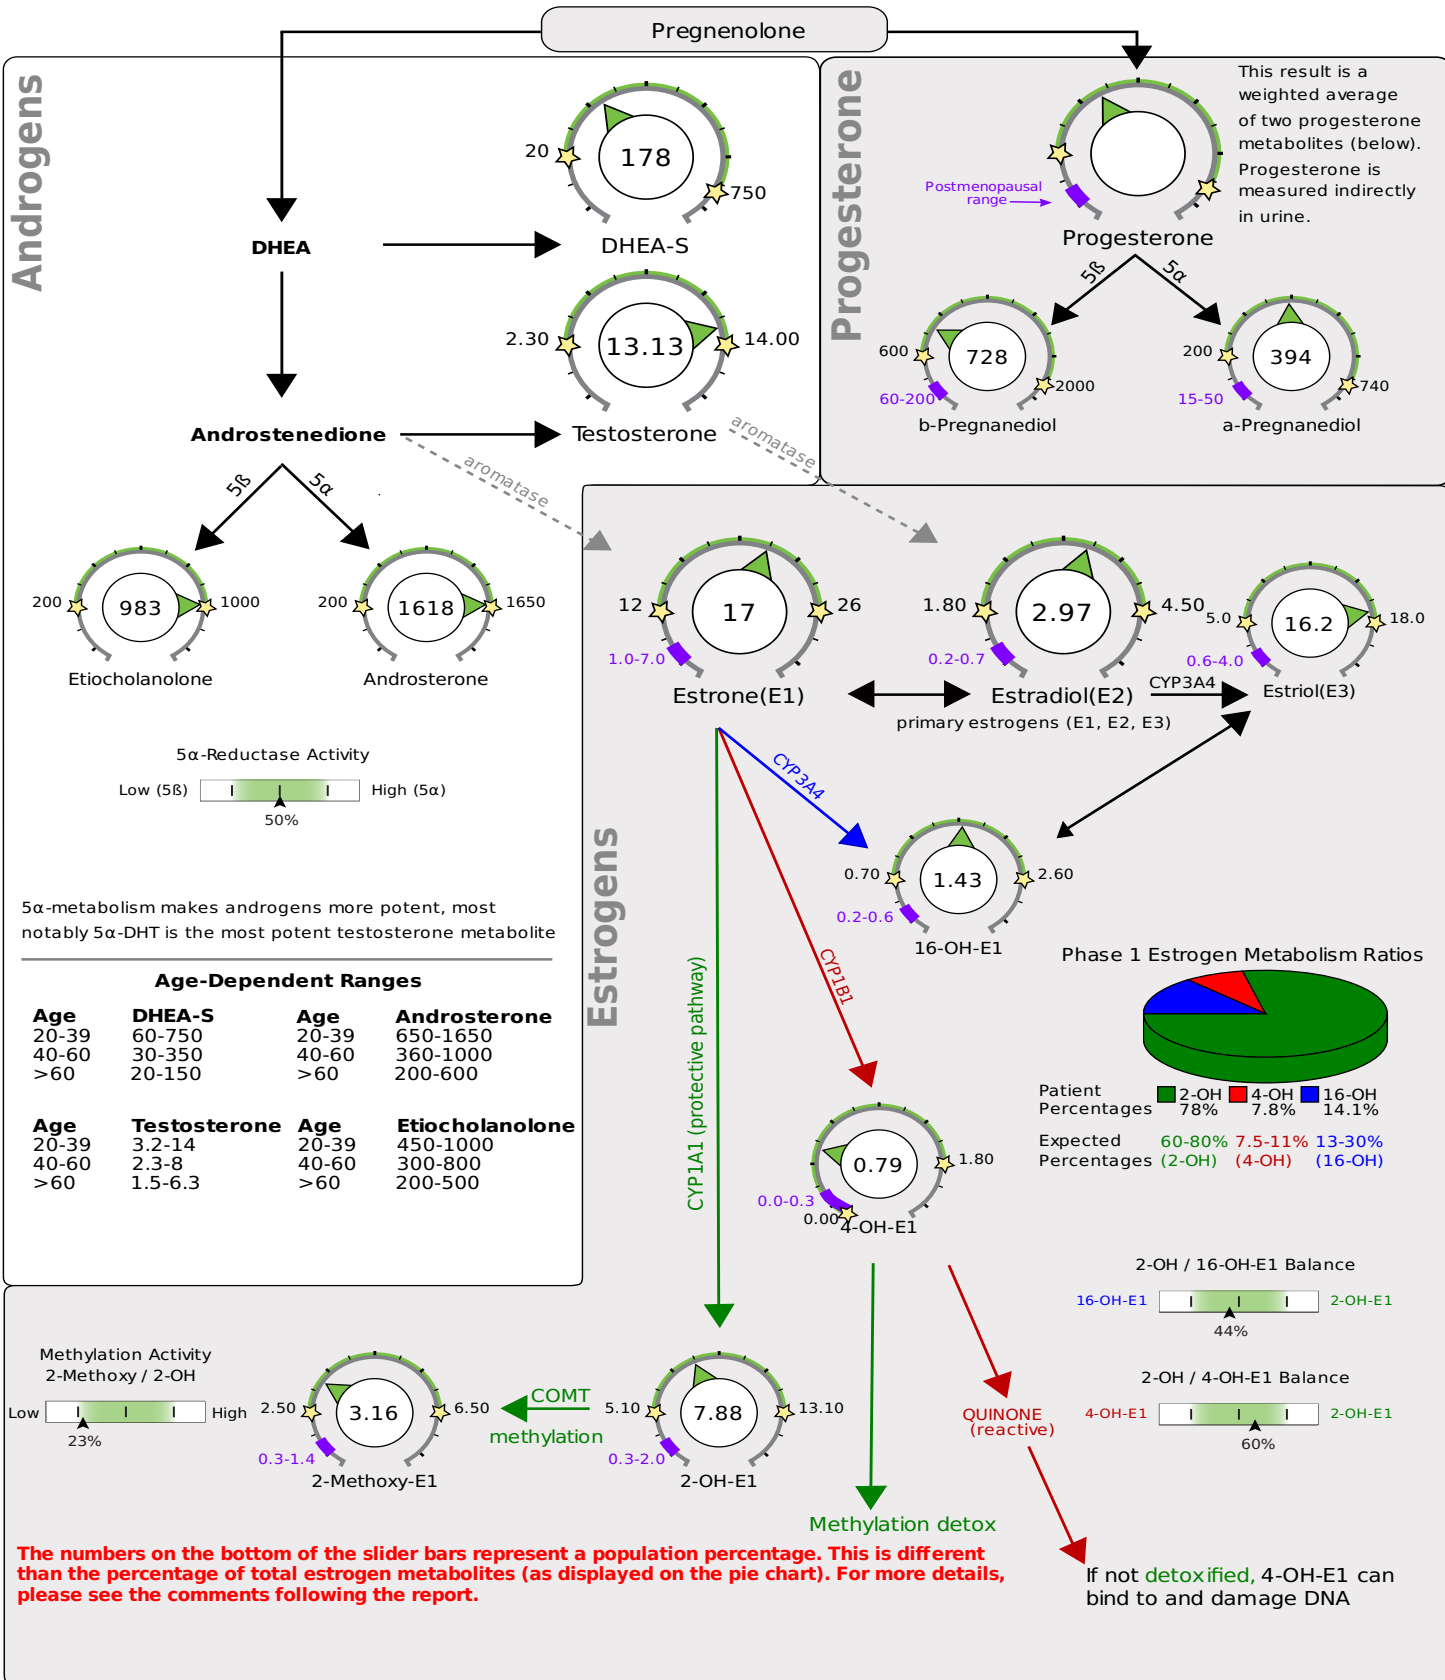 Pregnenolone
Androgens
20
178
750
DHEA
DHEA-S
2.30
13.13
14.00
Androstenedione
Testosterone
aromatase
aromatase
5ß
5α
200
983
1000
Etiocholanolone
200
1618
1650
Androsterone
5α-Reductase Activity
Low (5ß)
High (5α)
50%
5α-metabolism makes androgens more potent, most
notably 5α-DHT is the most potent testosterone metabolite
Age-Dependent Ranges
Age DHEA-S Age Androsterone
20-39 60-750 20-39 650-1650
40-60 30-350 40-60 360-1000
>60 20-150 >60 200-600
Age Testosterone Age Etiocholanolone
20-39 3.2-14 20-39 450-1000
40-60 2.3-8 40-60 300-800
>60 1.5-6.3 >60 200-500
Progesterone
This result is a
weighted average
of two progesterone
metabolites (below).
Progesterone is
measured indirectly
in urine.
Postmenopausal
range
Progesterone
5ß
5α
600
728
2000
60-200
b-Pregnanediol
200
394
740
15-50
a-Pregnanediol
Estrogens
12
17
26
1.0-7.0
Estrone(E1)
1.80
2.97
4.50
0.2-0.7
Estradiol(E2)
CYP3A4
5.0
16.2
18.0
0.6-4.0
Estriol(E3)
primary estrogens (E1, E2, E3)
CYP3A4
0.70
1.43
2.60
0.2-0.6
16-OH-E1
CYP1B1
CYP1A1 (protective pathway)
Phase 1 Estrogen Metabolism Ratios
Patient
Percentages
2-OH 4-OH 16-OH
78% 7.8% 14.1%
Expected
Percentages
60-80% 7.5-11% 13-30%
(2-OH) (4-OH) (16-OH)
0.79
1.80
0.0-0.3
0.00
4-OH-E1
2-OH / 16-OH-E1 Balance
16-OH-E1
2-OH-E1
44%
2-OH / 4-OH-E1 Balance
4-OH-E1
2-OH-E1
60%
Methylation Activity
2-Methoxy / 2-OH
Low
High
23%
2.50
3.16
6.50
0.3-1.4
2-Methoxy-E1
COMT
methylation
5.10
7.88
13.10
0.3-2.0
2-OH-E1
QUINONE
(reactive)
Methylation detox
The numbers on the bottom of the slider bars represent a population percentage. This is different
than the percentage of total estrogen metabolites (as displayed on the pie chart). For more details,
please see the comments following the report.
If not detoxified, 4-OH-E1 can
bind to and damage DNA